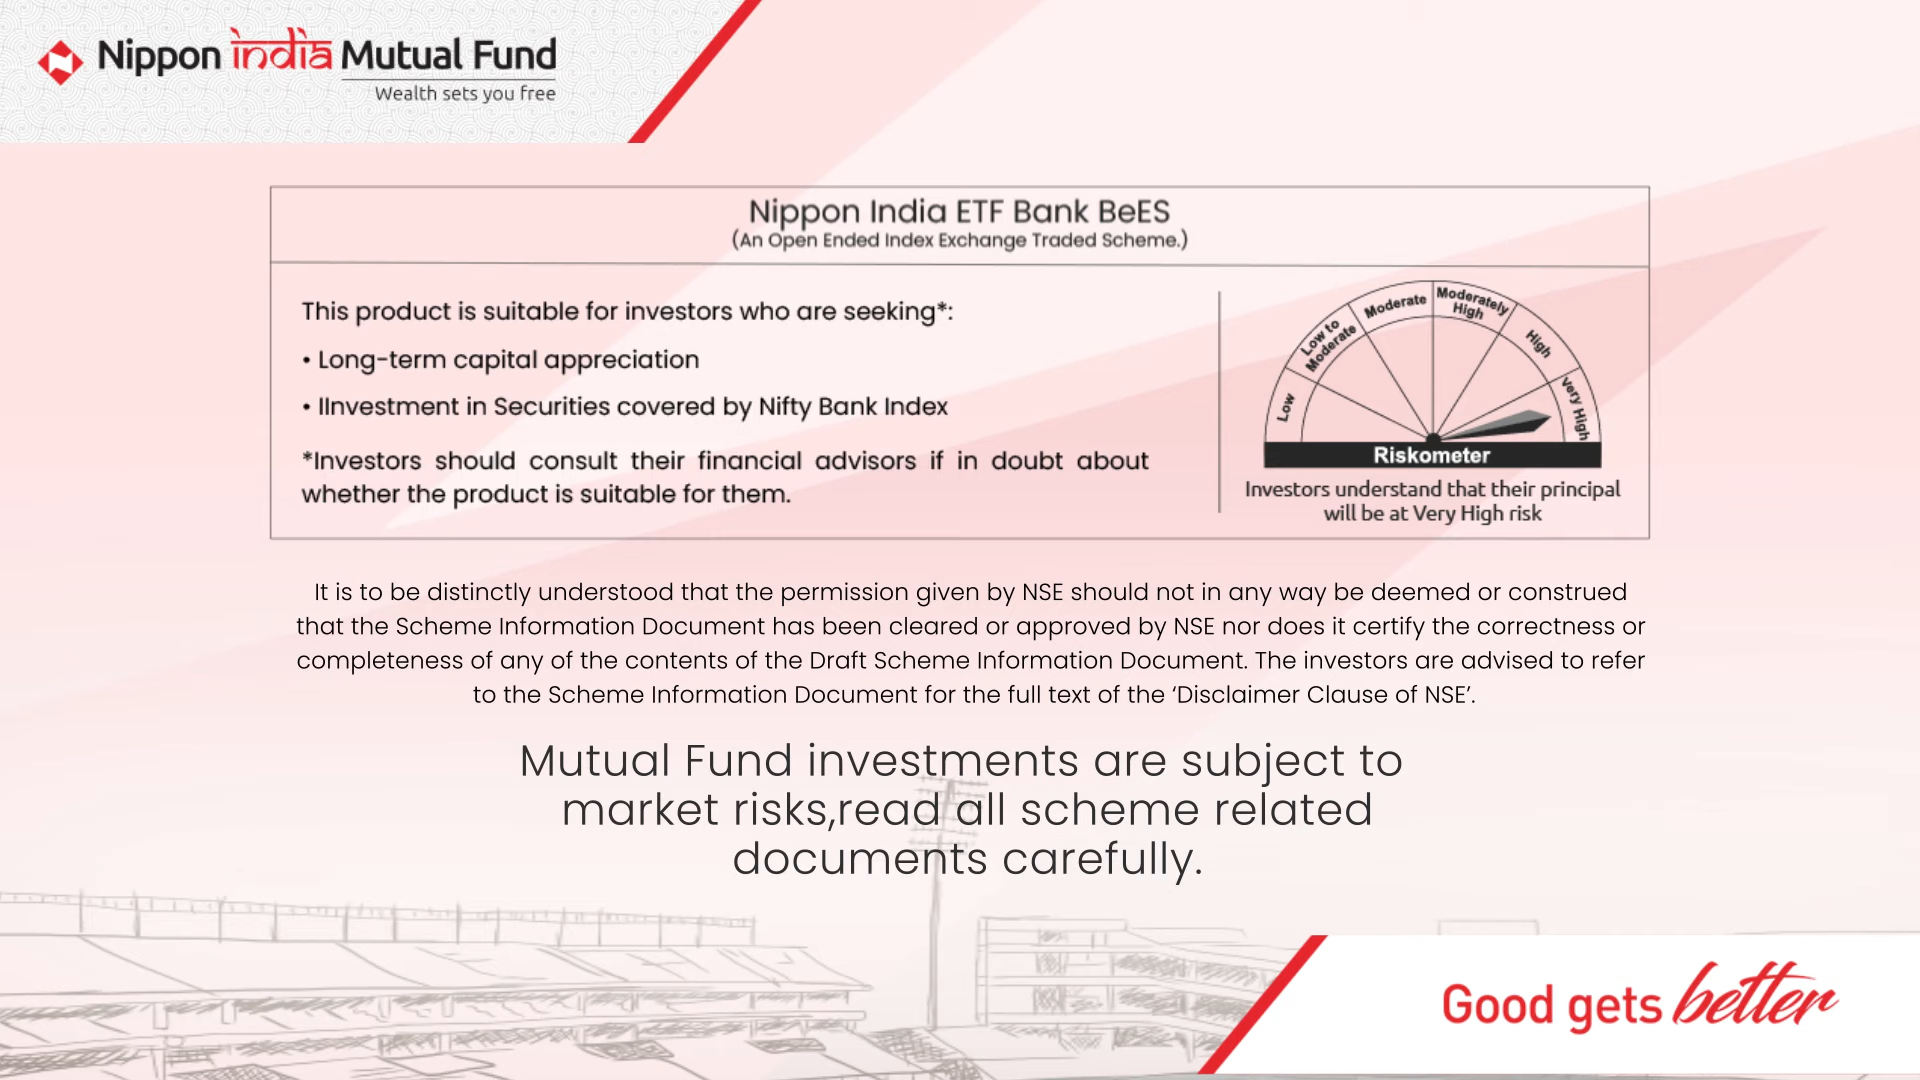 Nippon india Mutual Fund
Wealth sets you free
Nippon India ETF Bank BeES
(An Open Ended Index Exchange Traded Scheme.)
This product is suitable for investors who are seeking*:
• Long-term capital appreciation
• IInvestment in Securities covered by Nifty Bank Index
*Investors should consult their financial advisors if in doubt about
whether the product is suitable for them.
Low
Low to
Moderate
Moderate
Moderately
High
High
Very High
Riskometer
Investors understand that their principal
will be at Very High risk
It is to be distinctly understood that the permission given by NSE should not in any way be deemed or construed
that the Scheme Information Document has been cleared or approved by NSE nor does it certify the correctness or
completeness of any of the contents of the Draft Scheme Information Document. The investors are advised to refer
to the Scheme Information Document for the full text of the ‘Disclaimer Clause of NSE’.
Mutual Fund investments are subject to
market risks,read all scheme related
documents carefully.
Good gets better